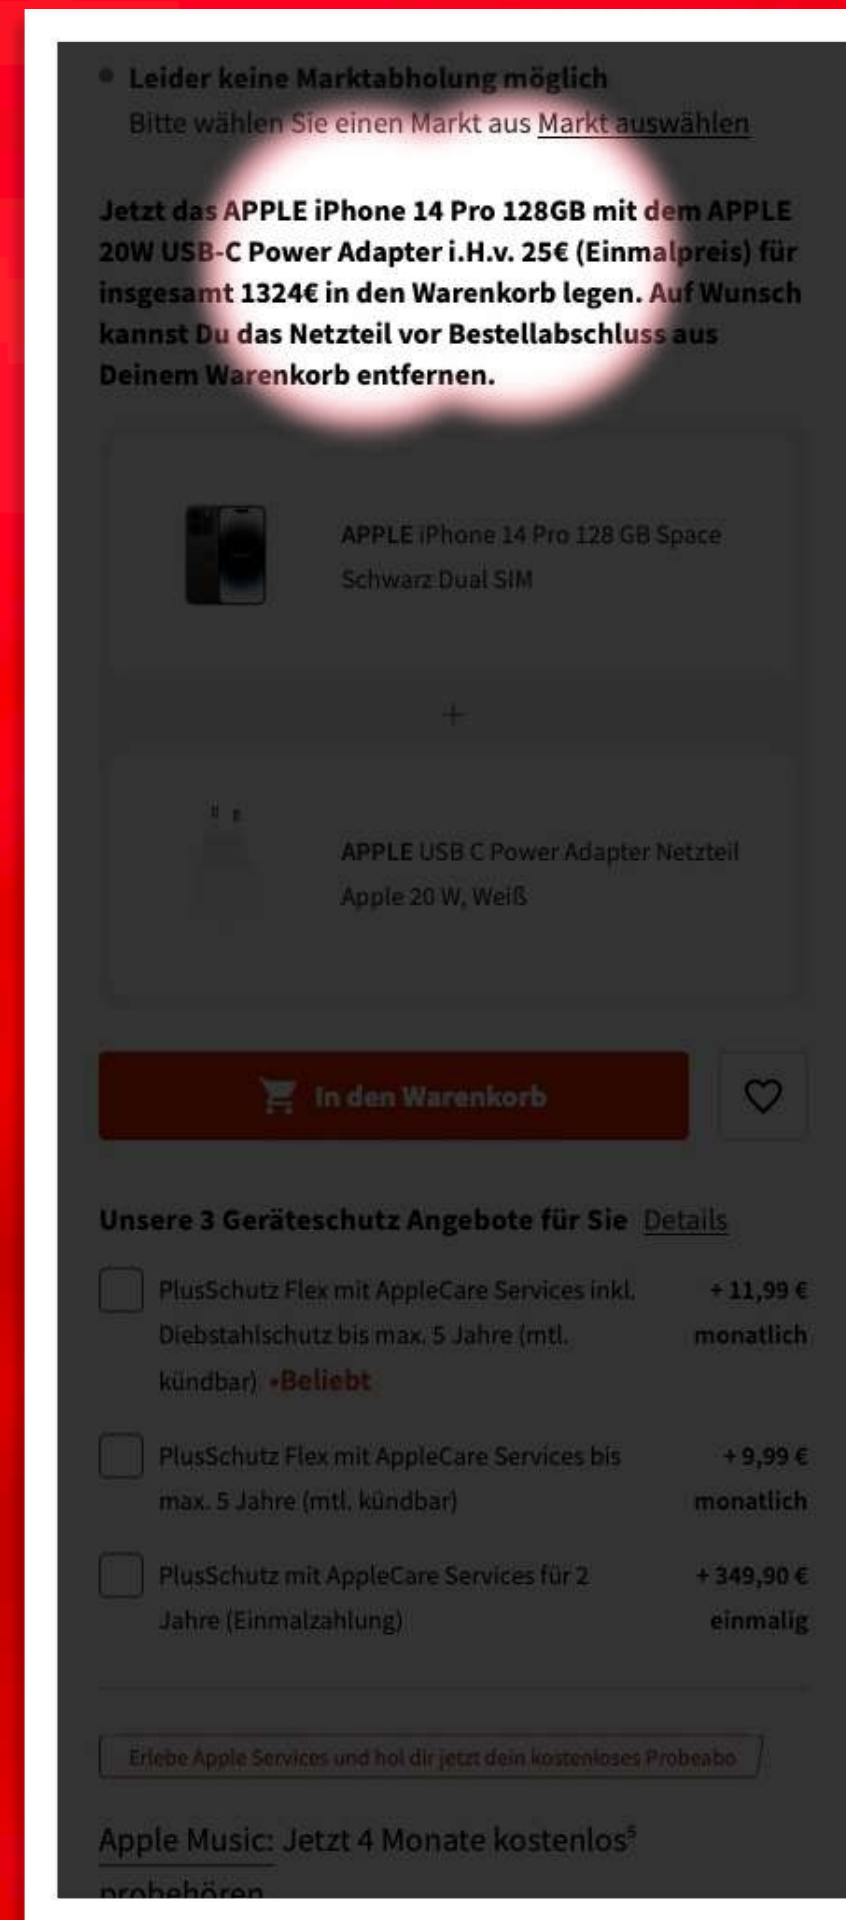 Leider keine Marktabholung möglich
Bitte wählen Sie einen Markt aus Markt auswählen
Jetzt das APPLE iPhone 14 Pro 128GB mit dem APPLE
20W USB-C Power Adapter i.H.v. 25€ (Einmalpreis) für
insgesamt 1324€ in den Warenkorb legen. Auf Wunsch
kannst Du das Netzteil vor Bestellabschluss aus
Deinem Warenkorb entfernen.
APPLE iPhone 14 Pro 128 GB Space
Schwarz Dual SIM
+
APPLE USB C Power Adapter Netzteil
Apple 20 W, Weiß
In den Warenkorb
Unsere 3 Geräteschutz Angebote für Sie Details
PlusSchutz Flex mit AppleCare Services inkl. + 11,99 €
Diebstahlschutz bis max. 5 Jahre (mtl. monatlich
kündbar) •Beliebt
PlusSchutz Flex mit AppleCare Services bis + 9,99 €
max. 5 Jahre (mtl. kündbar) monatlich
PlusSchutz mit AppleCare Services für 2 + 349,90 €
Jahre (Einmalzahlung) einmalig
Erlebe Apple Services und hol dir jetzt dein kostenloses Probeabo
Apple Music: Jetzt 4 Monate kostenlos⁵
probehören